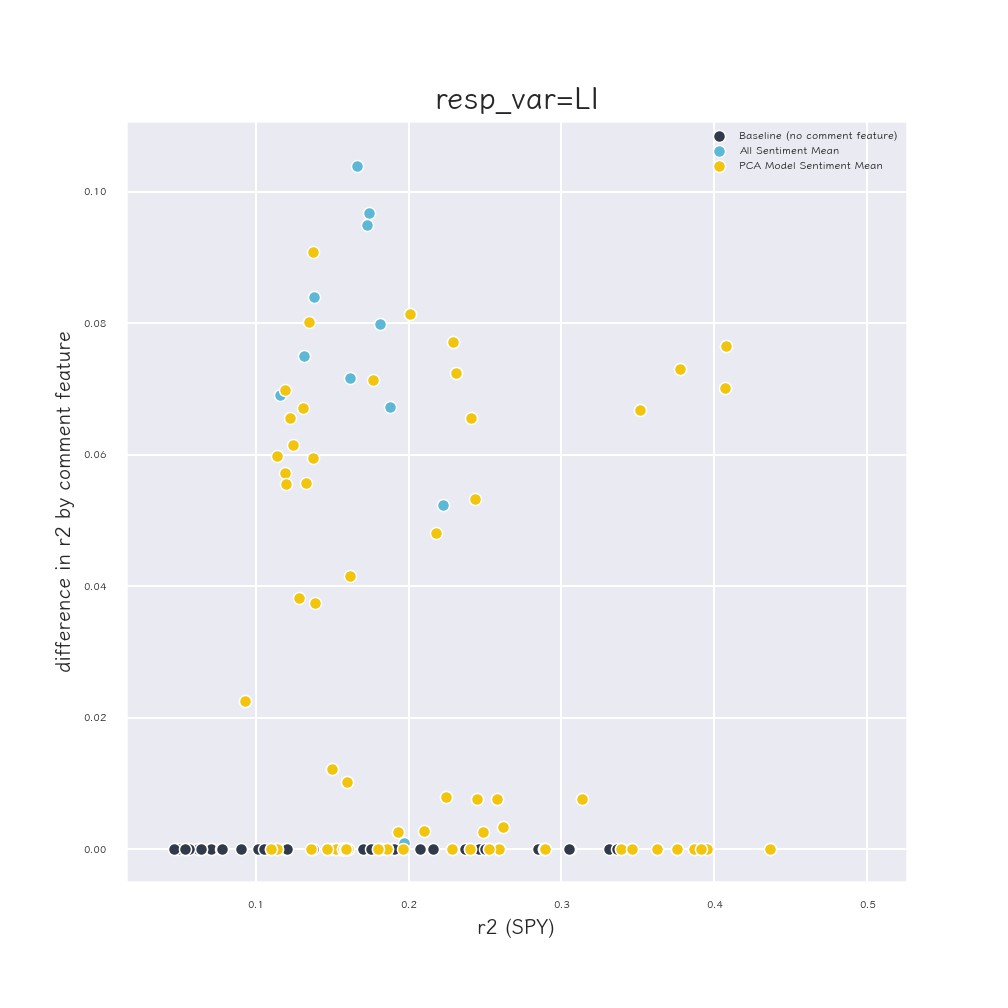 resp_var=LI
Baseline (no comment feature)
All Sentiment Mean
PCA Model Sentiment Mean
difference in r2 by comment feature
0.10
0.08
0.06
0.04
0.02
0.00
0.1
0.2
0.3
0.4
0.5
r2 (SPY)